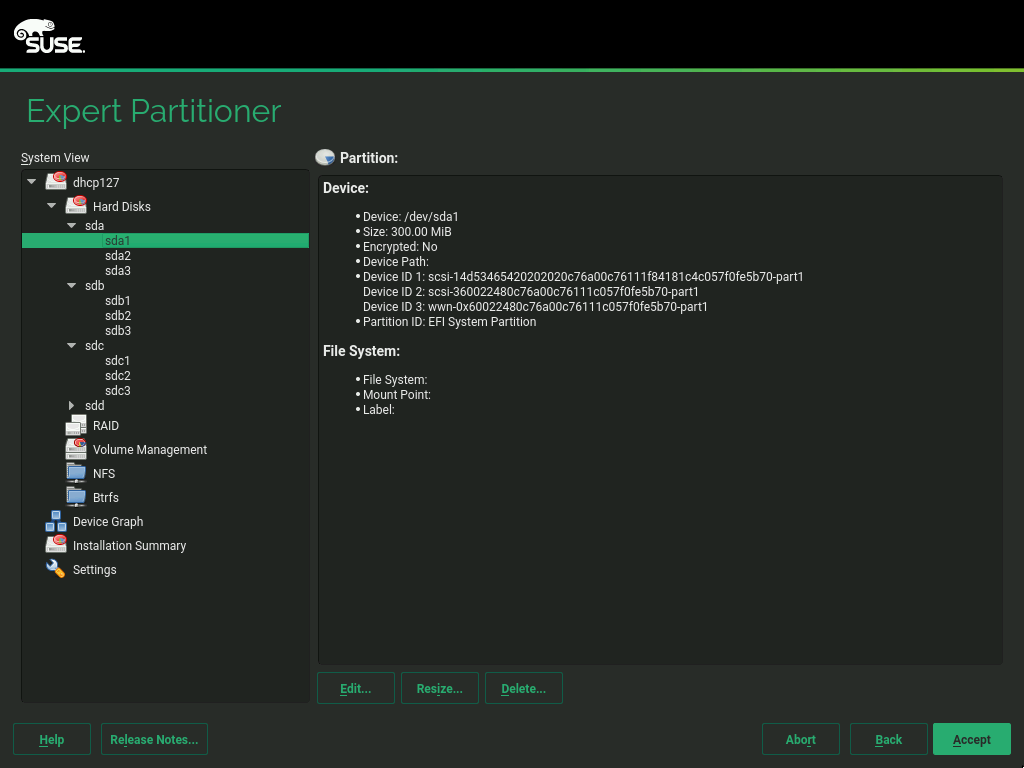 SUSE.
Expert Partitioner
System View
dhcp127
Hard Disks
sda
sda1
sda2
sda3
sdb
sdb1
sdb2
sdb3
sdc
sdc1
sdc2
sdc3
sdd
RAID
Volume Management
NFS
Btrfs
Device Graph
Installation Summary
Settings
Partition:
Device:
• Device: /dev/sda1
• Size: 300.00 MiB
• Encrypted: No
• Device Path:
• Device ID 1: scsi-14d53465420202020c76a00c76111f84181c4c057f0fe5b70-part1
Device ID 2: scsi-360022480c76a00c76111c057f0fe5b70-part1
Device ID 3: wwn-0x60022480c76a00c76111c057f0fe5b70-part1
• Partition ID: EFI System Partition
File System:
• File System:
• Mount Point:
• Label:
Edit... Resize... Delete...
Help Release Notes... Abort Back Accept